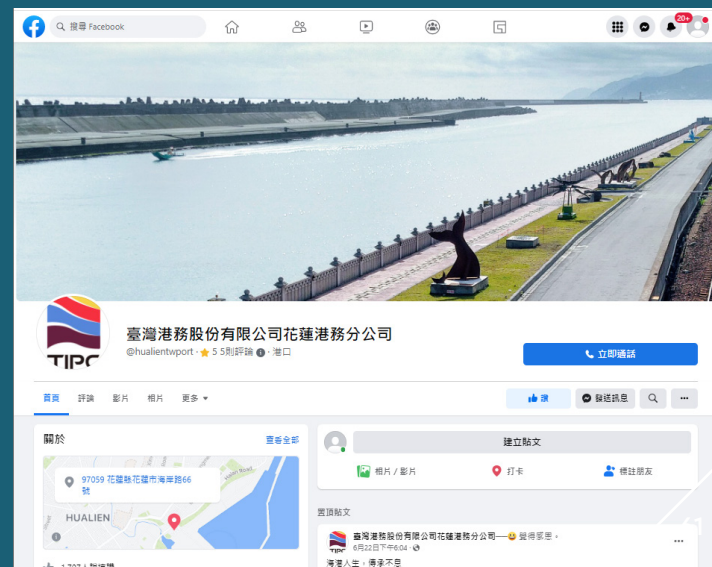 搜尋 Facebook
20+
TIPC
臺灣港務股份有限公司花蓮港務分公司
@hualientwport · 5 5則評論 · 港口
立即通話
首頁 評論 影片 相片 更多
讚 發送訊息
關於 查看全部
建立貼文
97059 花蓮縣花蓮市海岸路66號
HUALIEN
相片 / 影片 打卡 標註朋友
置頂貼文
臺灣港務股份有限公司花蓮港務分公司──覺得感恩。
6月22日下午6:04
海港人生，傳承不息
61